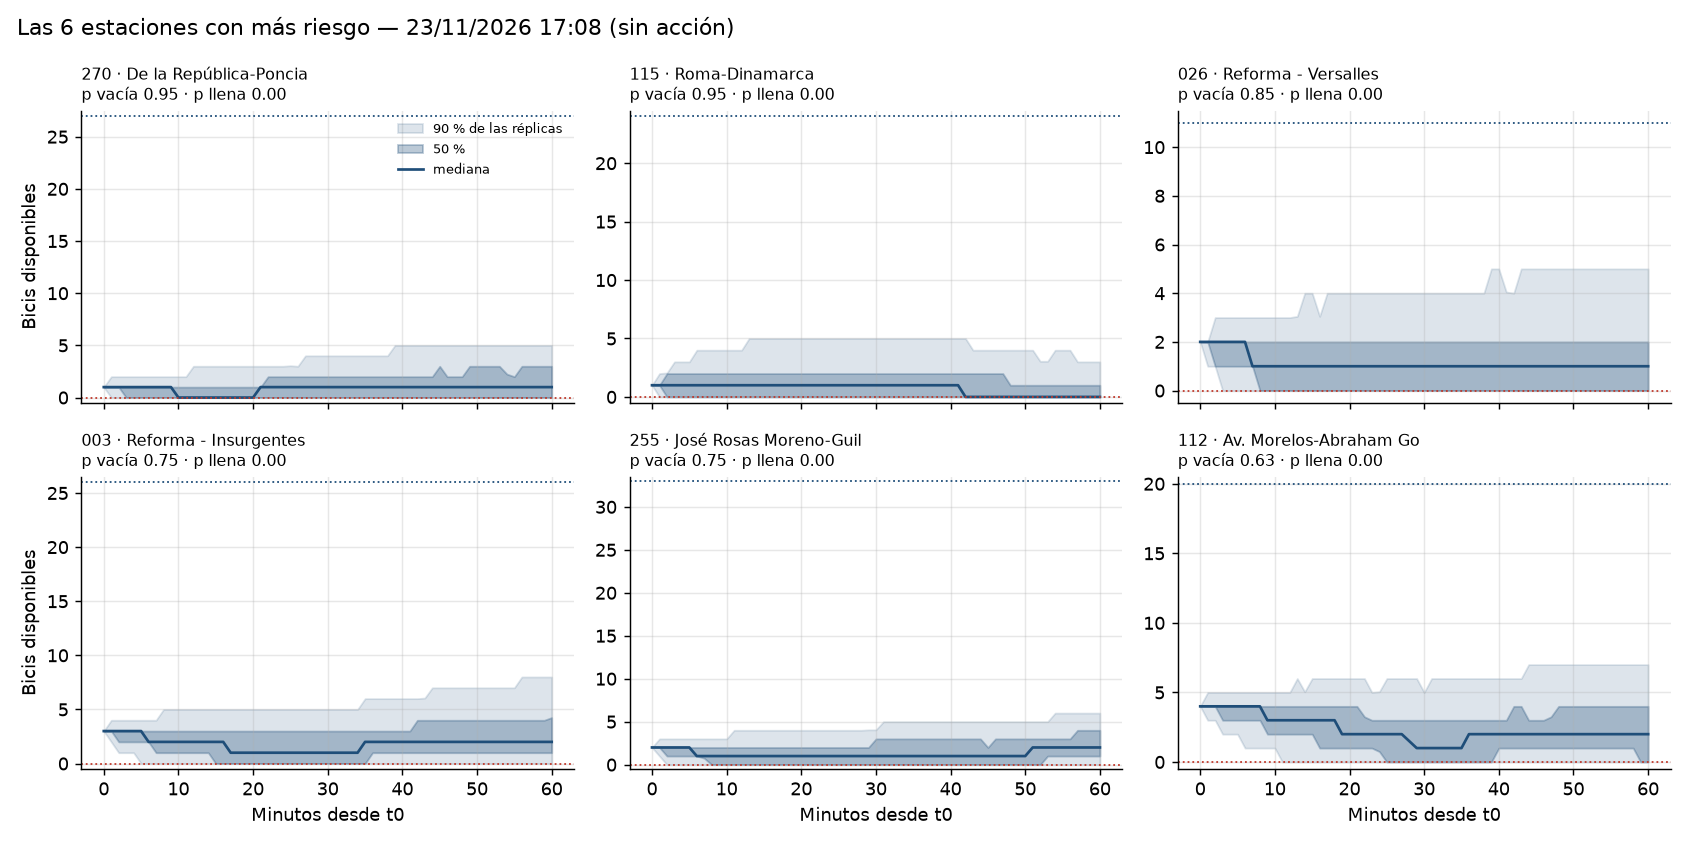 Las 6 estaciones con más riesgo — 23/11/2026 17:08 (sin acción)
270 · De la República-Poncia
p vacía 0.95 · p llena 0.00
115 · Roma-Dinamarca
p vacía 0.95 · p llena 0.00
026 · Reforma - Versalles
p vacía 0.85 · p llena 0.00
90 % de las réplicas
50 %
mediana
Bicis disponibles
25
20
15
10
5
0
20
15
10
5
0
10
8
6
4
2
0
003 · Reforma - Insurgentes
p vacía 0.75 · p llena 0.00
255 · José Rosas Moreno-Guil
p vacía 0.75 · p llena 0.00
112 · Av. Morelos-Abraham Go
p vacía 0.63 · p llena 0.00
Bicis disponibles
25
20
15
10
5
0
30
25
20
15
10
5
0
20
15
10
5
0
0 10 20 30 40 50 60
0 10 20 30 40 50 60
0 10 20 30 40 50 60
Minutos desde t0
Minutos desde t0
Minutos desde t0